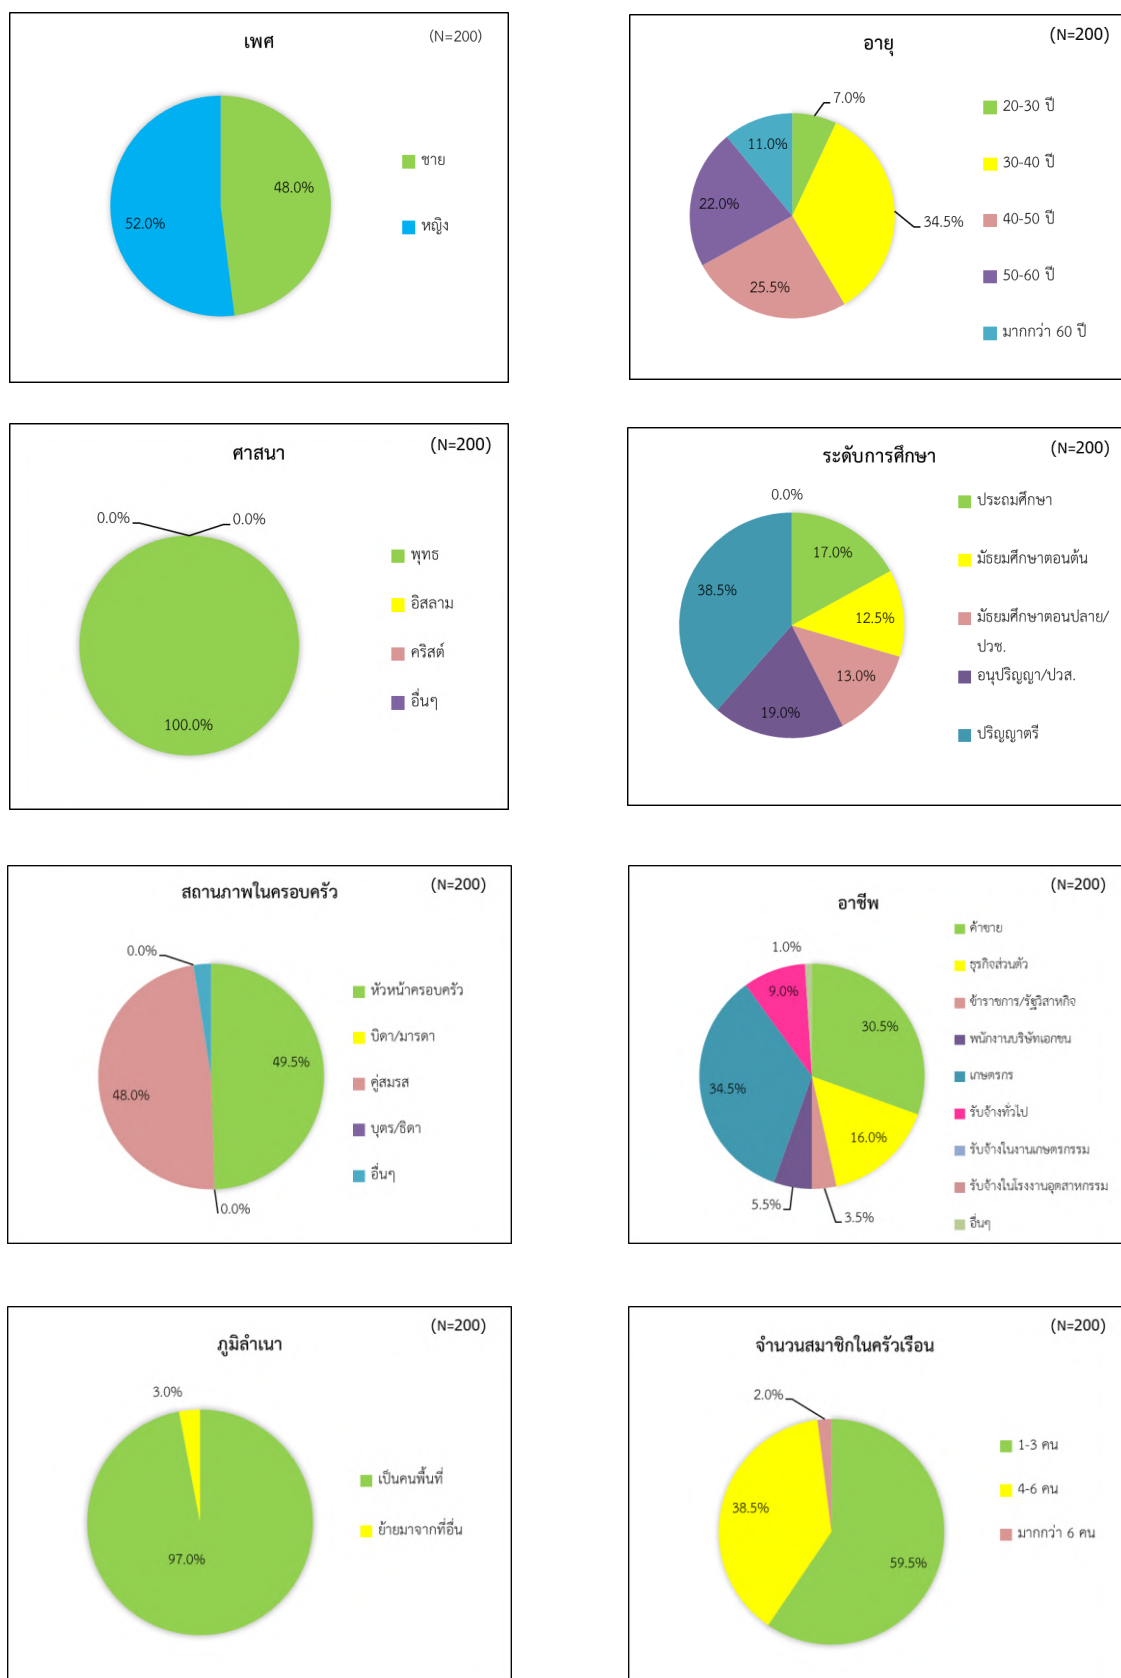 เพศ
(N=200)
48.0%
52.0%
ชาย
หญิง
อายุ
(N=200)
7.0%
34.5%
25.5%
22.0%
11.0%
20-30 ปี
30-40 ปี
40-50 ปี
50-60 ปี
มากกว่า 60 ปี
ศาสนา
(N=200)
0.0%
0.0%
100.0%
พุทธ
อิสลาม
คริสต์
อื่นๆ
ระดับการศึกษา
(N=200)
0.0%
17.0%
12.5%
13.0%
19.0%
38.5%
ประถมศึกษา
มัธยมศึกษาตอนต้น
มัธยมศึกษาตอนปลาย/
ปวช.
อนุปริญญา/ปวส.
ปริญญาตรี
สถานภาพในครอบครัว
(N=200)
0.0%
49.5%
48.0%
0.0%
หัวหน้าครอบครัว
บิดา/มารดา
คู่สมรส
บุตร/ธิดา
อื่นๆ
อาชีพ
(N=200)
1.0%
9.0%
30.5%
34.5%
16.0%
5.5%
3.5%
ค้าขาย
ธุรกิจส่วนตัว
ข้าราชการ/รัฐวิสาหกิจ
พนักงานบริษัทเอกชน
เกษตรกร
รับจ้างทั่วไป
รับจ้างในงานเกษตรกรรม
รับจ้างในโรงงานอุตสาหกรรม
อื่นๆ
ภูมิลำเนา
(N=200)
3.0%
97.0%
เป็นคนพื้นที่
ย้ายมาจากที่อื่น
จำนวนสมาชิกในครัวเรือน
(N=200)
2.0%
38.5%
59.5%
1-3 คน
4-6 คน
มากกว่า 6 คน